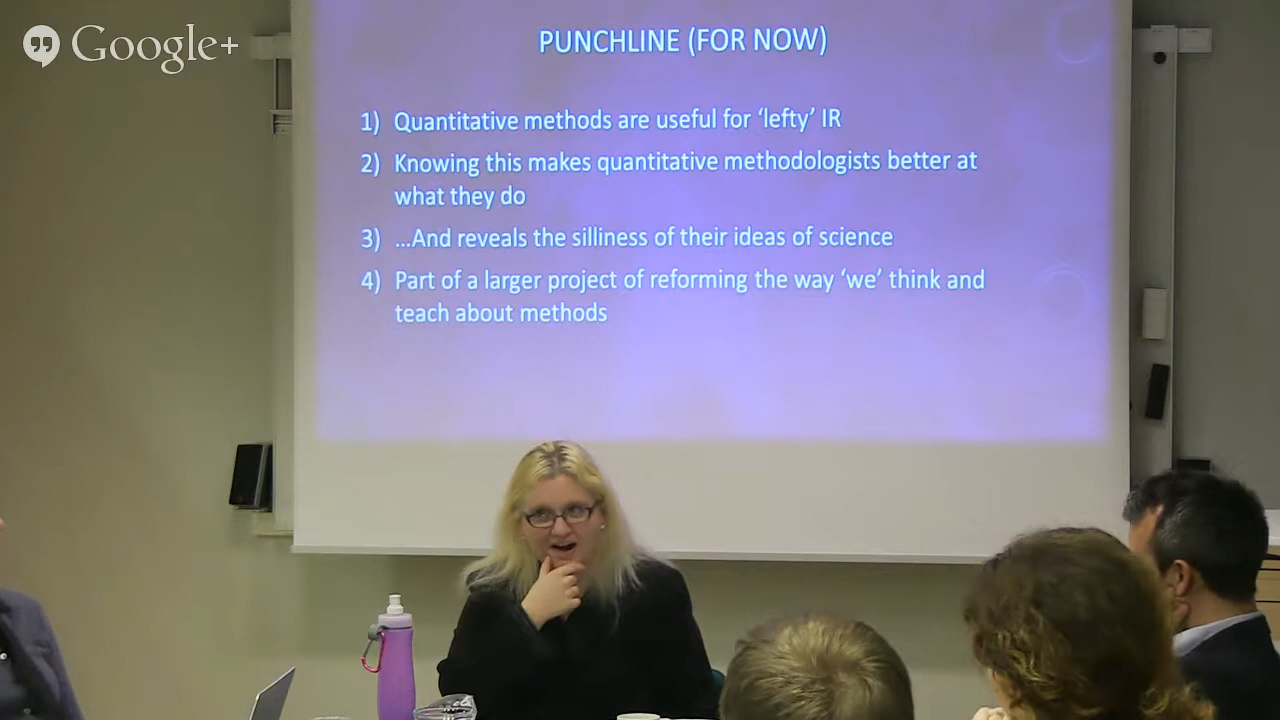 Google+
PUNCHLINE (FOR NOW)
1) Quantitative methods are useful for ‘lefty’ IR
2) Knowing this makes quantitative methodologists better at
what they do
3) ...And reveals the silliness of their ideas of science
4) Part of a larger project of reforming the way ‘we’ think and
teach about methods